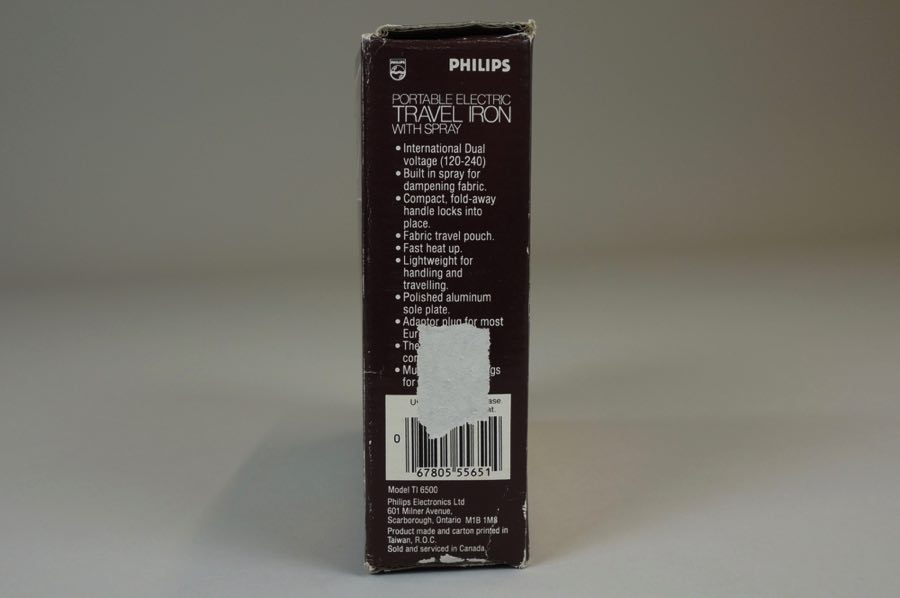 PHILIPS
PHILIPS
PORTABLE ELECTRIC
TRAVEL IRON
WITH SPRAY
• International Dual
voltage (120-240)
• Built in spray for
dampening fabric.
• Compact, fold-away
handle locks into
place.
• Fabric travel pouch.
• Fast heat up.
• Lightweight for
handling and
travelling.
• Polished aluminum
sole plate.
• Adaptor plug for most
•
•
for
0
67805 55651
Model TI 6500
Philips Electronics Ltd
601 Milner Avenue,
Scarborough, Ontario M1B 1M8
Product made and carton printed in
Taiwan, R.O.C.
Sold and serviced in Canada